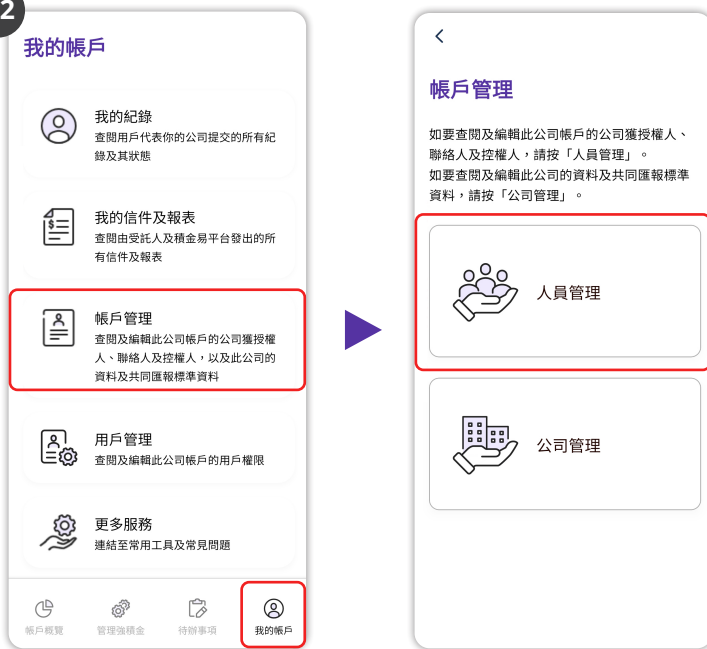 2
我的帳戶
我的紀錄
查閱用戶代表你的公司提交的所有紀
錄及其狀態
我的信件及報表
查閱由受託人及積金易平台發出的所
有信件及報表
帳戶管理
查閱及編輯此公司帳戶的公司獲授權
人、聯絡人及控權人，以及此公司的
資料及共同匯報標準資料
用戶管理
查閱及編輯此公司帳戶的用戶權限
更多服務
連結至常用工具及常見問題
帳戶概覽
管理強積金
待辦事項
我的帳戶
帳戶管理
如要查閱及編輯此公司帳戶的公司獲授權人、
聯絡人及控權人，請按「人員管理」。
如要查閱及編輯此公司的資料及共同匯報標準
資料，請按「公司管理」。
人員管理
公司管理